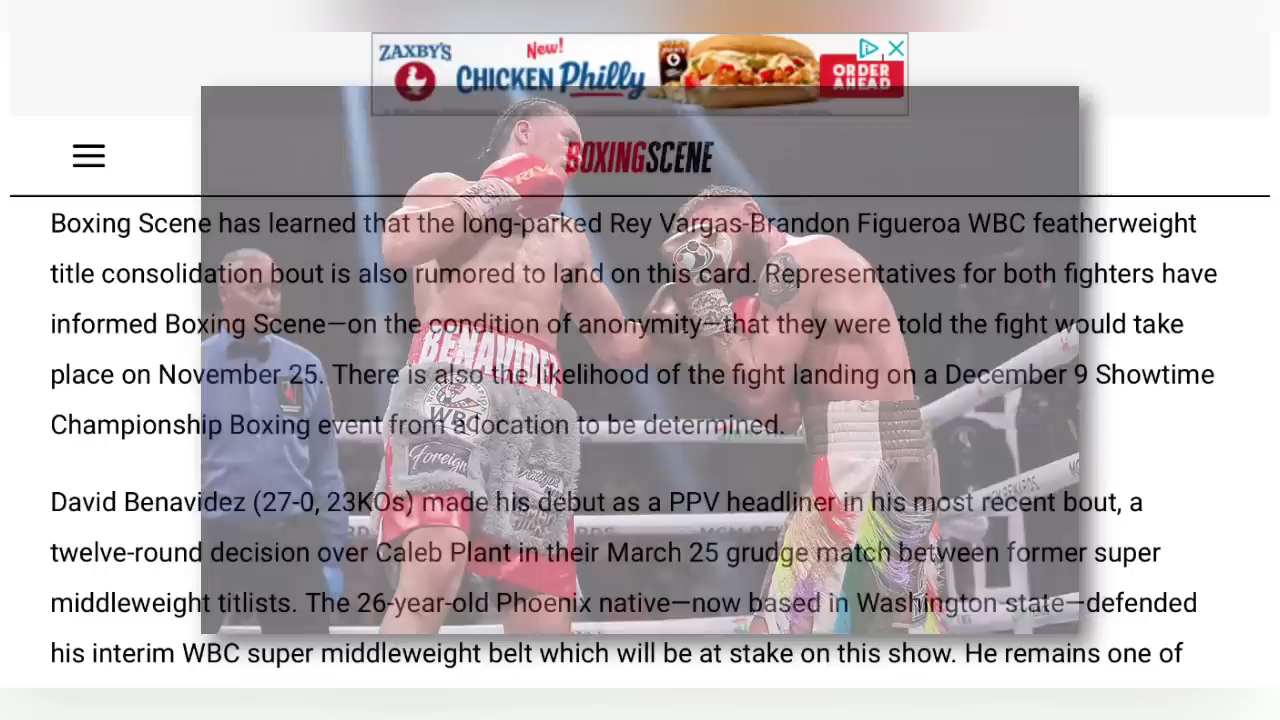 ZAXBY'S
New!
CHICKEN Philly
ORDER
AHEAD
BOXINGSCENE
RIVAL
Boxing Scene has learned that the long-parked Rey Vargas-Brandon Figueroa WBC featherweight
title consolidation bout is also rumored to land on this card. Representatives for both fighters have
informed Boxing Scene—on the condition of anonymity—that they were told the fight would take
place on November 25. There is also the likelihood of the fight landing on a December 9 Showtime
Championship Boxing event from a location to be determined.
BENAVIDEZ
WBC
Foreign
David Benavidez (27-0, 23KOs) made his debut as a PPV headliner in his most recent bout, a
twelve-round decision over Caleb Plant in their March 25 grudge match between former super
middleweight titlists. The 26-year-old Phoenix native—now based in Washington state—defended
his interim WBC super middleweight belt which will be at stake on this show. He remains one of